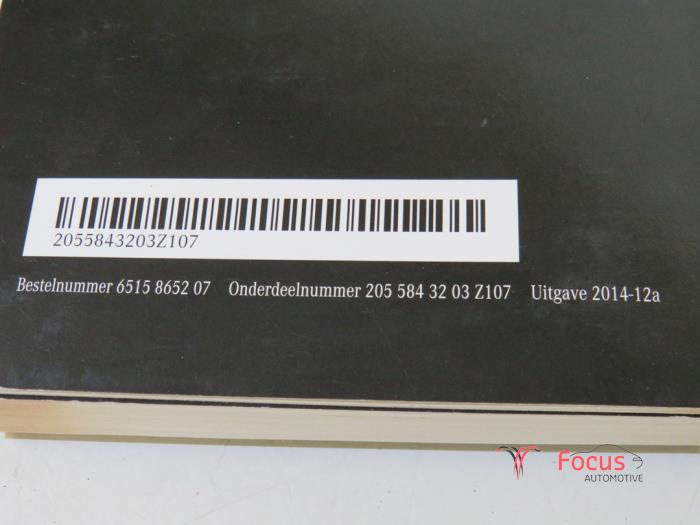 2055843203Z107
Bestelnummer 6515 8652 07 Onderdeelnummer 205 584 32 03 Z107 Uitgave 2014-12a
Focus
AUTOMOTIVE